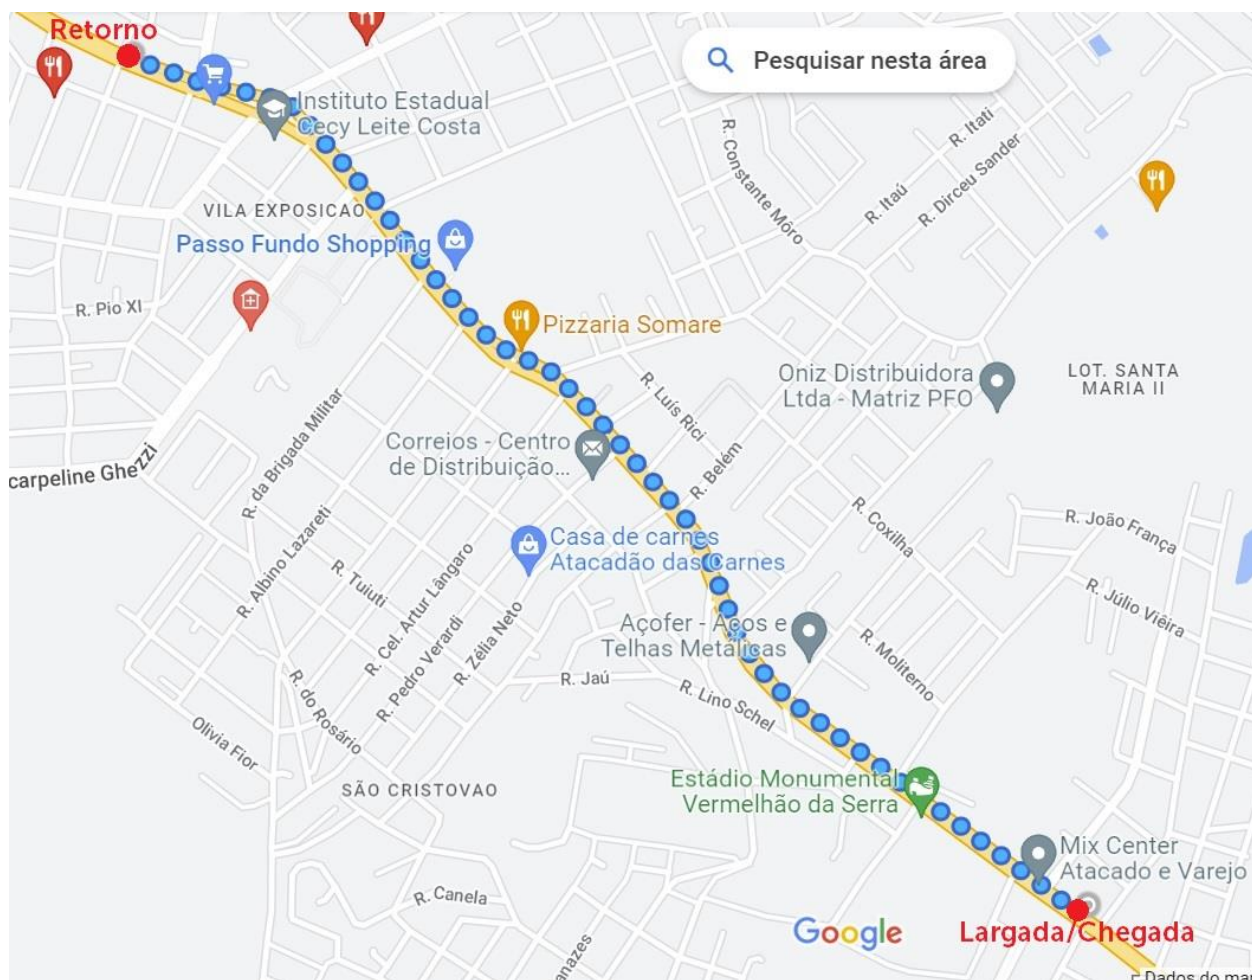 Retorno
Pesquisar nesta área
Instituto Estadual
Cecy Leite Costa
R. Constante Môro
R. Itati
R. Itaú
R. Dirceu Sander
VILA EXPOSICAO
Passo Fundo Shopping
R. Pio XI
Pizzaria Somare
R. Luís Rici
Oniz Distribuidora
Ltda - Matriz PFO
LOT. SANTA
MARIA II
R. da Brigada Militar
Correios - Centro
de Distribuição...
R. Belém
carpeline Ghezzi
R. Coxilha
R. João França
R. Albino Lazareti
R. Tuiuti
Casa de carnes
Atacadão das Carnes
R. Cel. Artur Lângaro
R. Pedro Verardi
R. Zélia Neto
R. Júlio Vieira
Açofer - Aços e
Telhas Metálicas
R. Moliterno
R. Jaú
R. Lino Schel
R. do Rosário
Olivia Fior
SÃO CRISTOVAO
Estádio Monumental
Vermelhão da Serra
Mix Center
Atacado e Varejo
R. Canela
Google
Largada/Chegada
Dados do